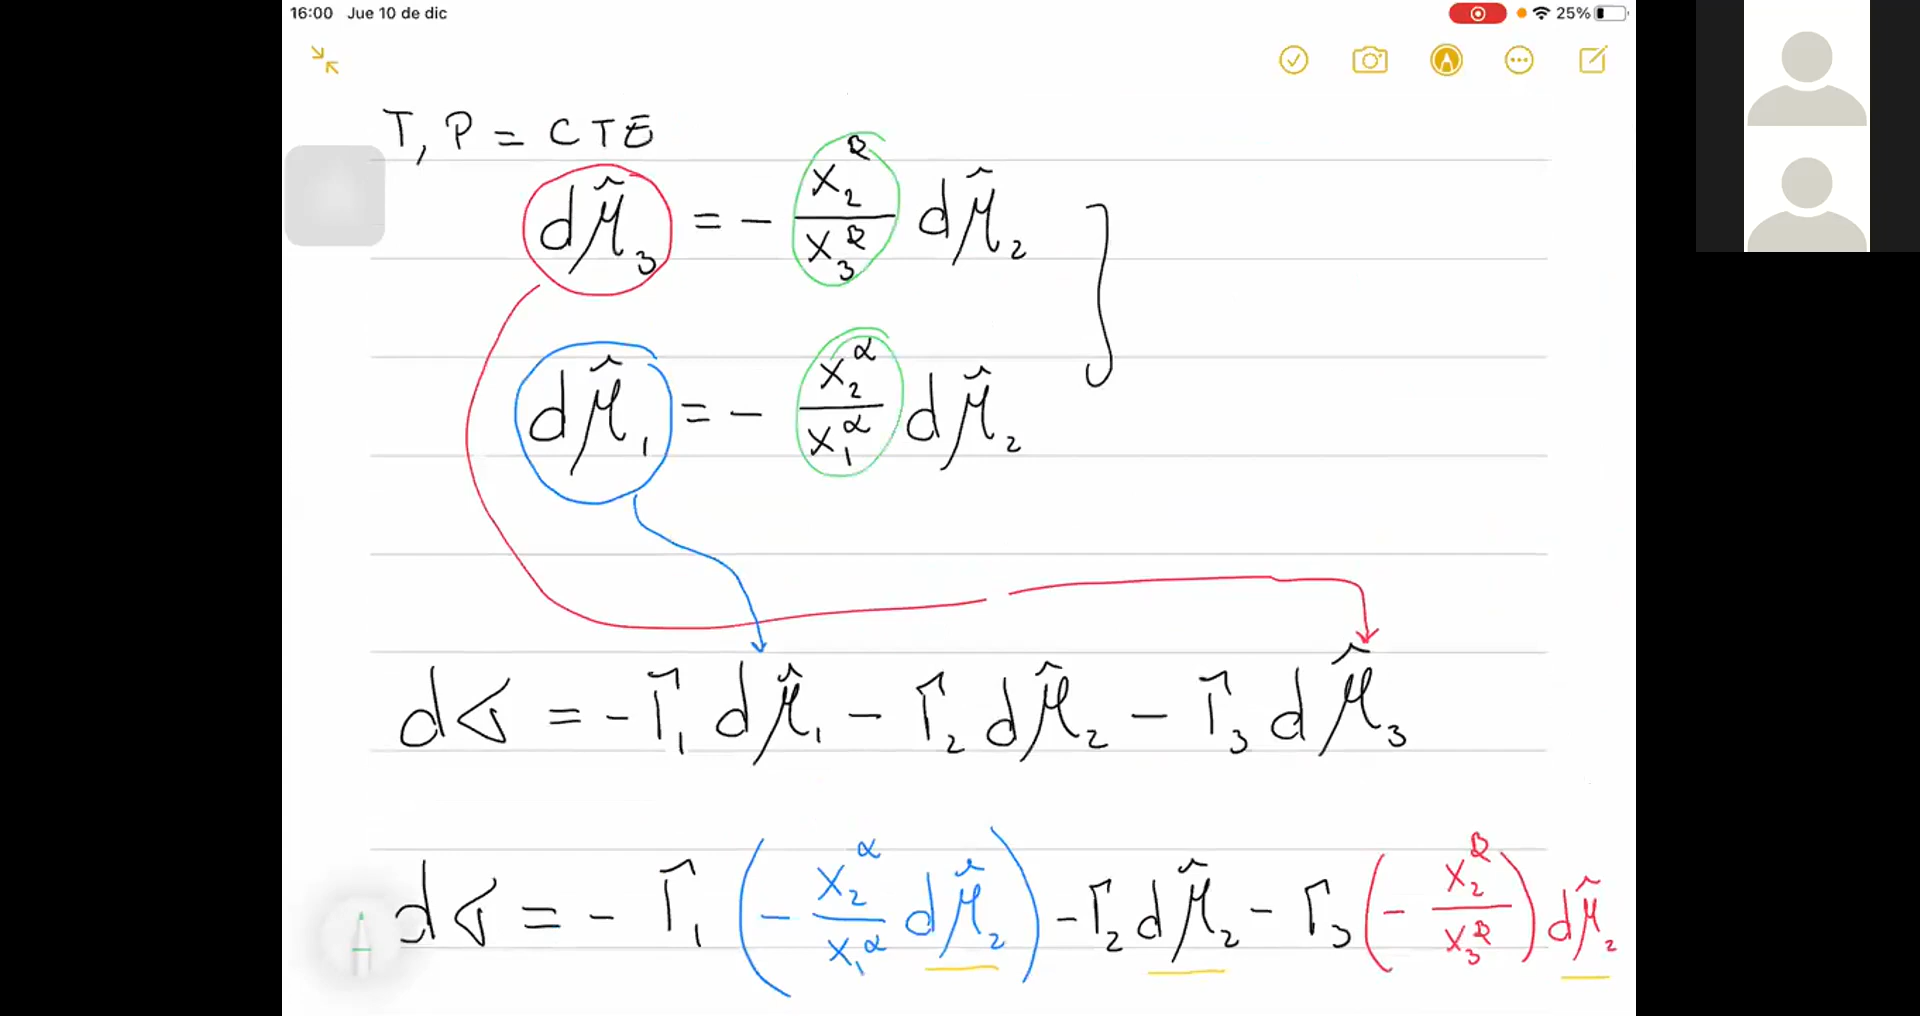 16:00 Jue 10 de dic 25%
T, P = CTE
dμ̂₃ = - x₂^β / x₃^β dμ̂₂
dμ̂₁ = - x₂^α / x₁^α dμ̂₂
dσ = - Γ₁ dμ̂₁ - Γ₂ dμ̂₂ - Γ₃ dμ̂₃
dσ = - Γ₁ (- x₂^α / x₁^α dμ̂₂) - Γ₂ dμ̂₂ - Γ₃ (- x₂^β / x₃^β) dμ̂₂